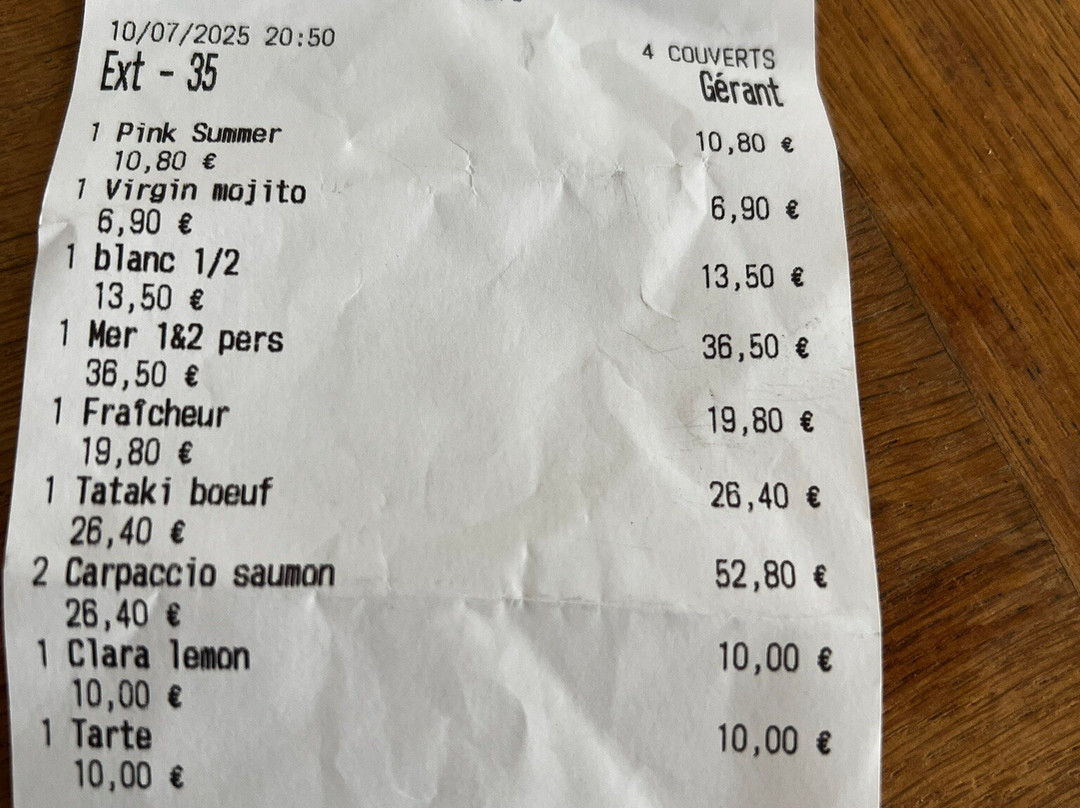 10/07/2025 20:50
4 COUVERTS
Ext - 35
Gérant
1 Pink Summer 10,80 €
10,80 €
1 Virgin mojito 6,90 €
6,90 €
1 blanc 1/2 13,50 €
13,50 €
1 Mer 1&2 pers 36,50 €
36,50 €
1 Fraîcheur 19,80 €
19,80 €
1 Tataki boeuf 26,40 €
26,40 €
2 Carpaccio saumon 52,80 €
26,40 €
1 Clara lemon 10,00 €
10,00 €
1 Tarte 10,00 €
10,00 €